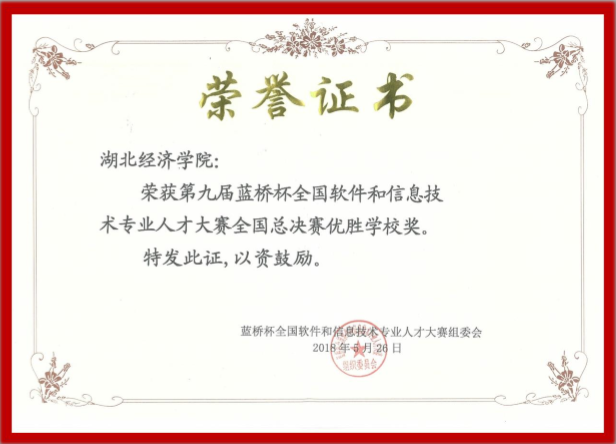 荣誉证书
湖北经济学院：
荣获第九届蓝桥杯全国软件和信息技
术专业人才大赛全国总决赛优胜学校奖。
特发此证，以资鼓励。
蓝桥杯全国软件和信息技术专业人才大赛组委会
2018年5月26日
组织委员会